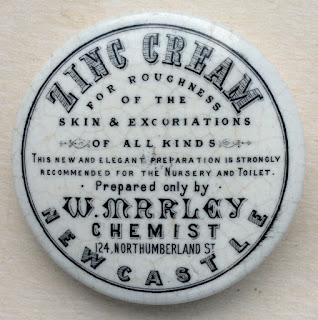 ZINC CREAM
FOR ROUGHNESS
OF THE
SKIN & EXCORIATIONS
OF ALL KINDS
THIS NEW AND ELEGANT PREPARATION IS STRONGLY
RECOMMENDED FOR THE NURSERY AND TOILET.
· Prepared only by ·
W. MARLEY
CHEMIST
124, NORTHUMBERLAND ST
NEWCASTLE